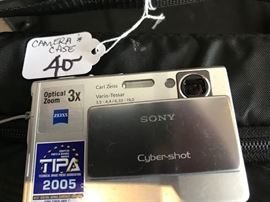 CAMERA &
CASE
40-
Optical
Zoom 3x
Carl Zeiss
Vario-Tessar
ZEISS
SONY
Cyber-shot
TIPA
2005